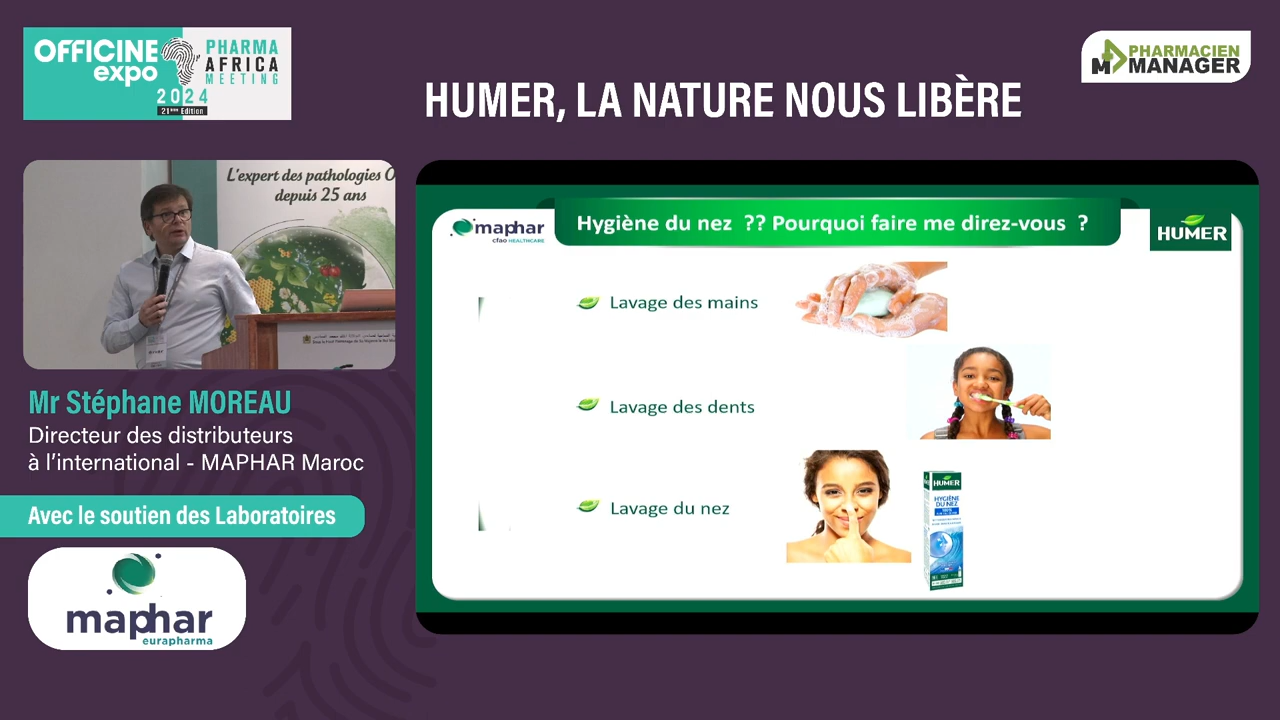 OFFICINE
expo
PHARMA
AFRICA
MEETING
2024
21ème Edition
PHARMACIEN
MANAGER
HUMER, LA NATURE NOUS LIBÈRE
L'expert des pathologies O
depuis 25 ans
maphar
cfao HEALTHCARE
Hygiène du nez ?? Pourquoi faire me direz-vous ?
HUMER
Lavage des mains
Lavage des dents
Lavage du nez
HUMER
HYGIÈNE
DU NEZ
Mr Stéphane MOREAU
Directeur des distributeurs
à l'international - MAPHAR Maroc
Avec le soutien des Laboratoires
maphar
eurapharma